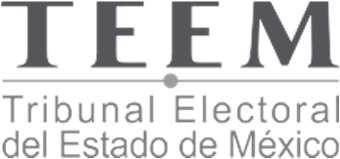 TEEM
Tribunal Electoral
del Estado de México